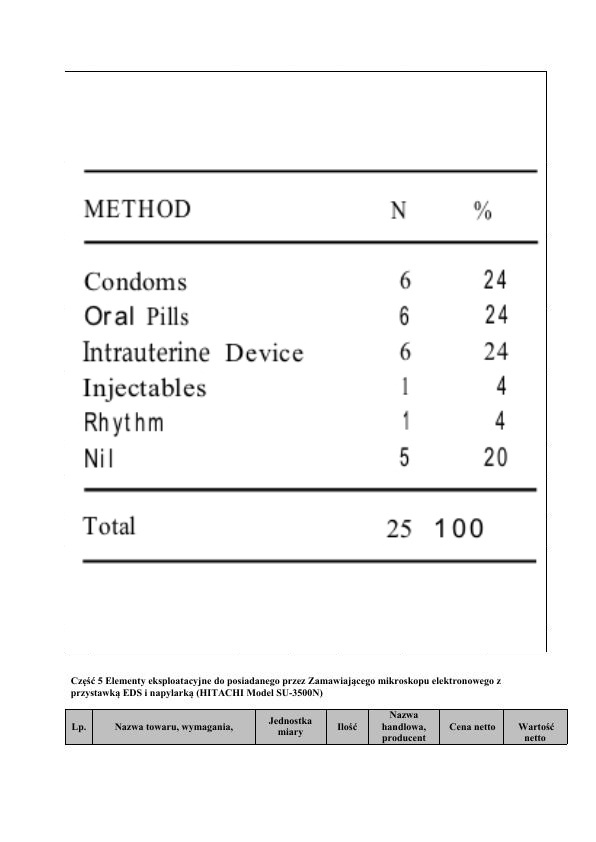 METHOD N %
Condoms 6 24
Oral Pills 6 24
Intrauterine Device 6 24
Injectables 1 4
Rhythm 1 4
Nil 5 20
Total 25 100
Część 5 Elementy eksploatacyjne do posiadanego przez Zamawiającego mikroskopu elektronowego z
przystawką EDS i napylarką (HITACHI Model SU-3500N)
Lp. Nazwa towaru, wymagania, Jednostka miary Ilość Nazwa handlowa, producent Cena netto Wartość netto